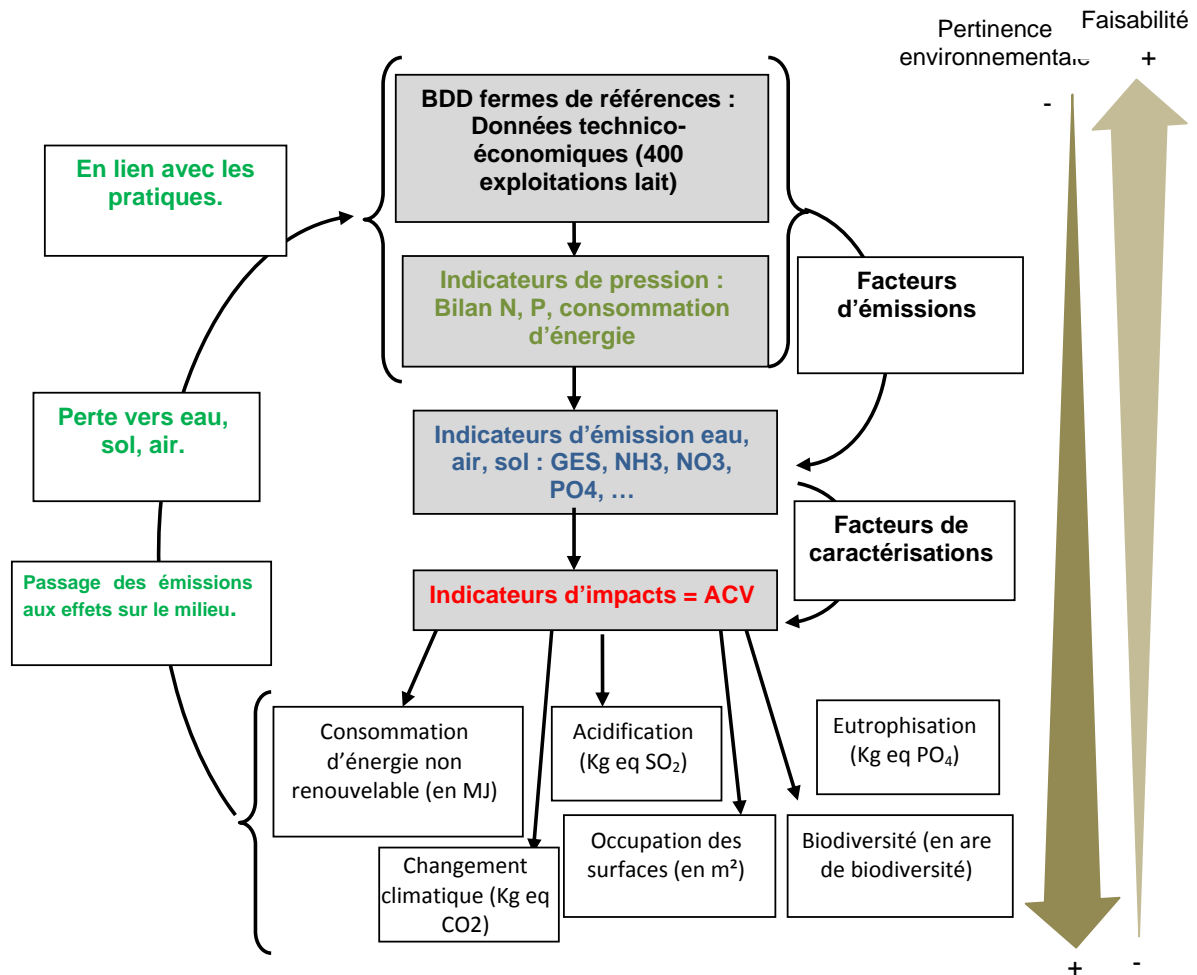 Faisabilité
Pertinence
environnementale
+
-
BDD fermes de références :
Données technico-
économiques (400
exploitations lait)
En lien avec les
pratiques.
Indicateurs de pression :
Bilan N, P, consommation
d’énergie
Facteurs
d’émissions
Perte vers eau,
sol, air.
Indicateurs d’émission eau,
air, sol : GES, NH3, NO3,
PO4, …
Facteurs de
caractérisations
Passage des émissions
aux effets sur le milieu.
Indicateurs d’impacts = ACV
Consommation
d’énergie non
renouvelable (en MJ)
Acidification
(Kg eq SO₂)
Eutrophisation
(Kg eq PO₄)
Changement
climatique (Kg eq
CO2)
Occupation des
surfaces (en m²)
Biodiversité (en are
de biodiversité)
+
-